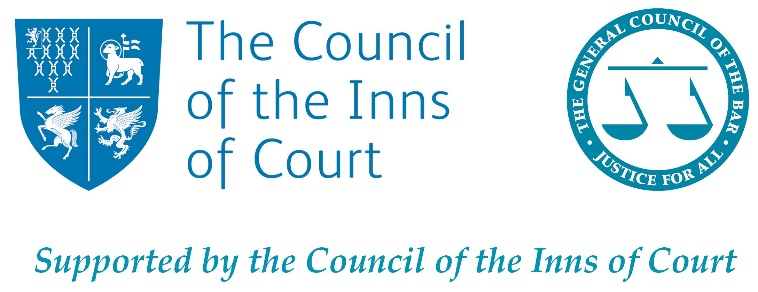 The Council
of the Inns
of Court
THE GENERAL COUNCIL OF THE BAR
• JUSTICE FOR ALL •
Supported by the Council of the Inns of Court